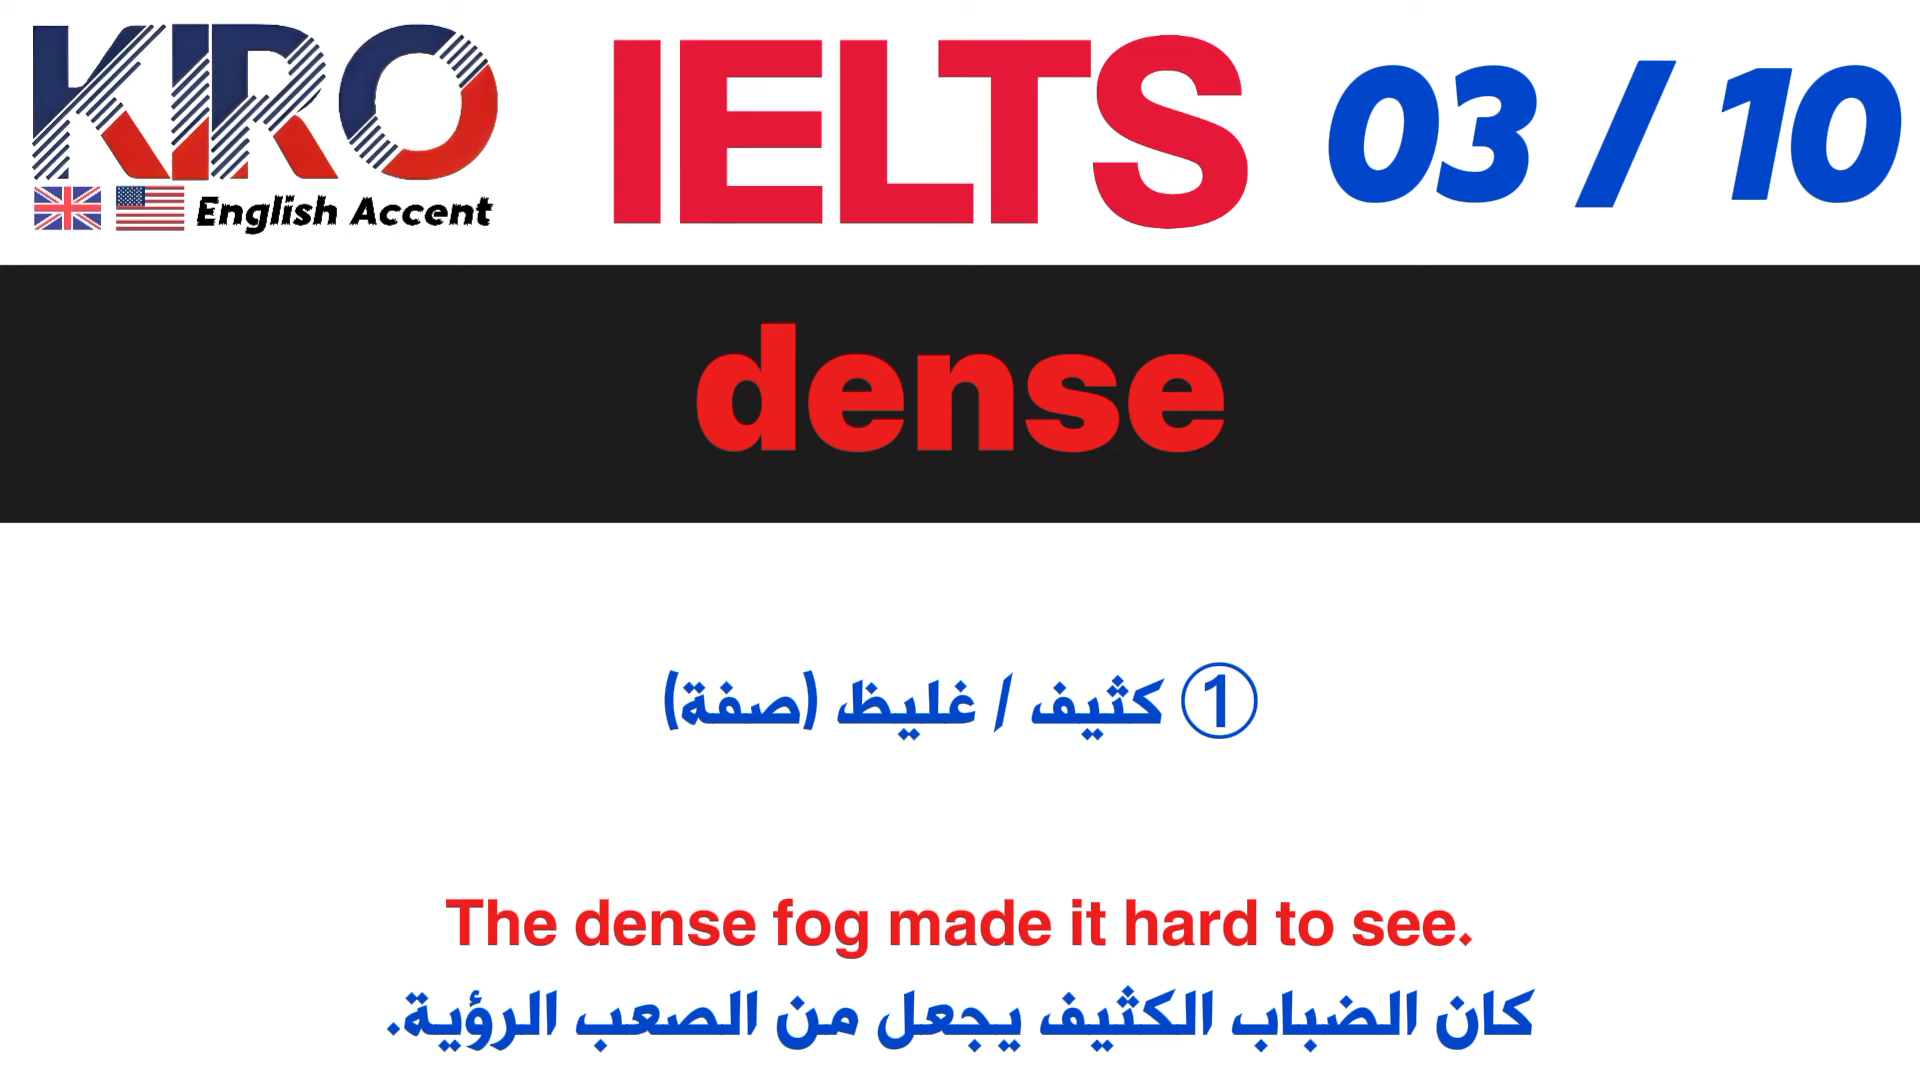 KIRO
English Accent
IELTS
03 / 10
dense
① كثيف / غليظ (صفة)
The dense fog made it hard to see.
كان الضباب الكثيف يجعل من الصعب الرؤية.